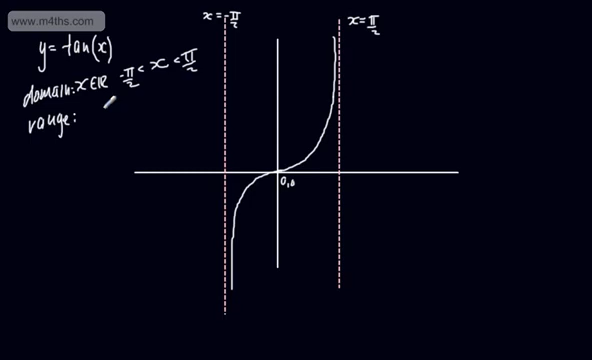 www.m4ths.com
x = -π/2
x = π/2
y = tan(x)
domain: x ∈ ℝ -π/2 < x < π/2
range:
0,0